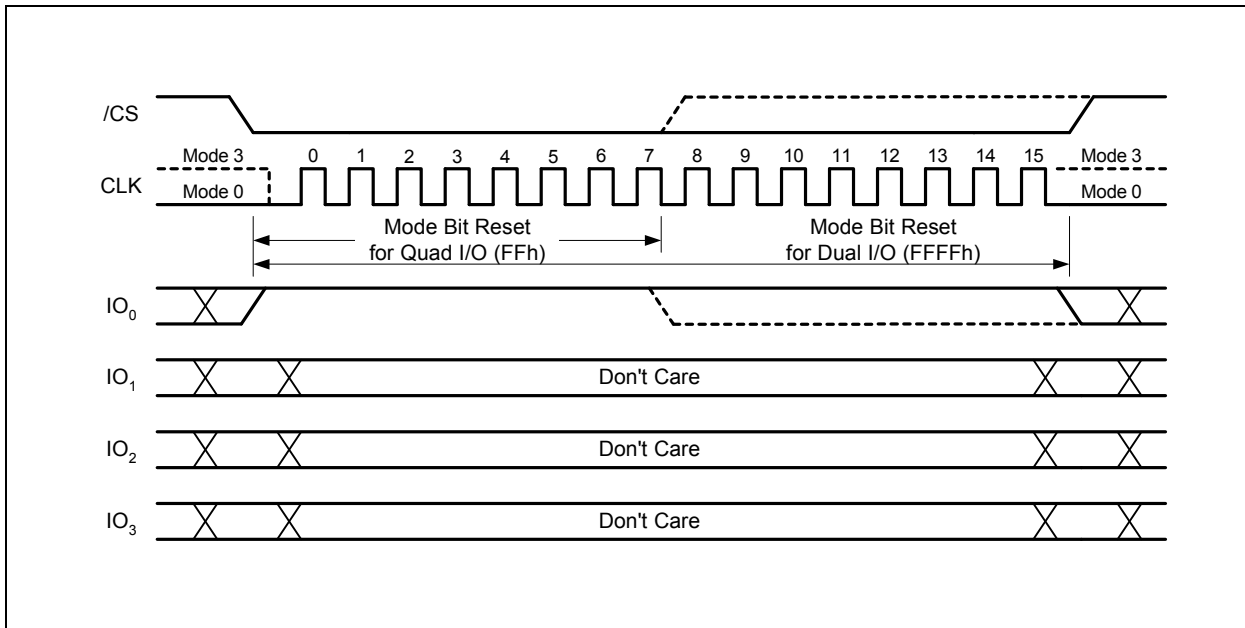 /CS
Mode 3 0 1 2 3 4 5 6 7 8 9 10 11 12 13 14 15 Mode 3
CLK
Mode 0 Mode 0
Mode Bit Reset
for Quad I/O (FFh)
Mode Bit Reset
for Dual I/O (FFFFh)
IO0
IO1 Don't Care
IO2 Don't Care
IO3 Don't Care